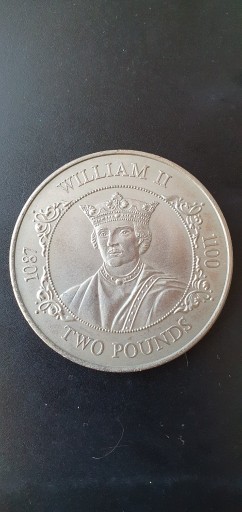 WILLIAM II
1087
1100
TWO POUNDS